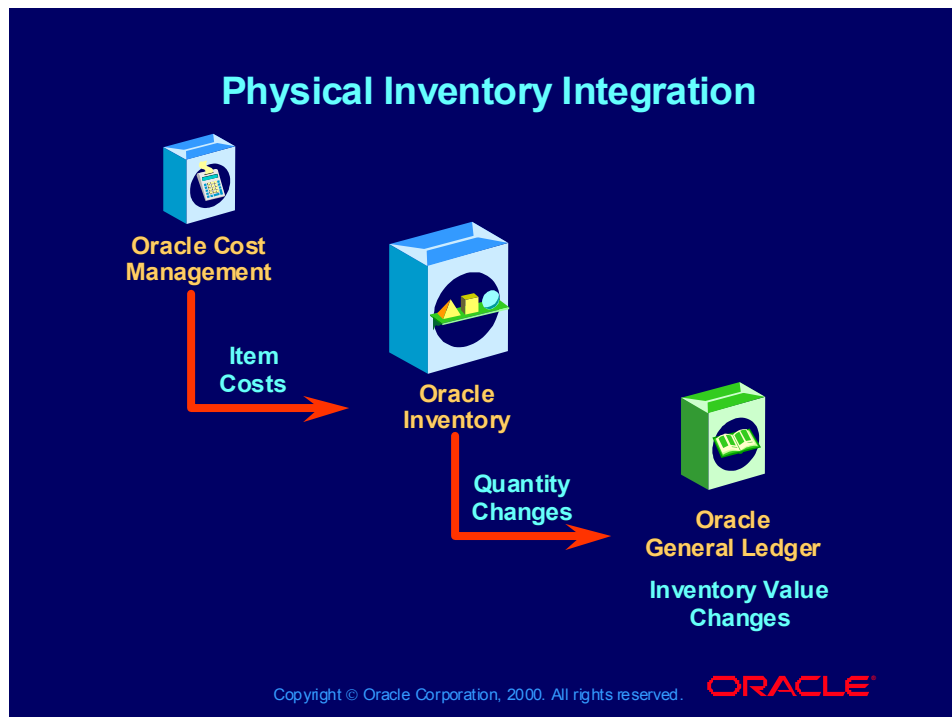 Physical Inventory Integration
Oracle Cost
Management
Item
Costs
Oracle
Inventory
Quantity
Changes
Oracle
General Ledger
Inventory Value
Changes
Copyright © Oracle Corporation, 2000. All rights reserved.
ORACLE®